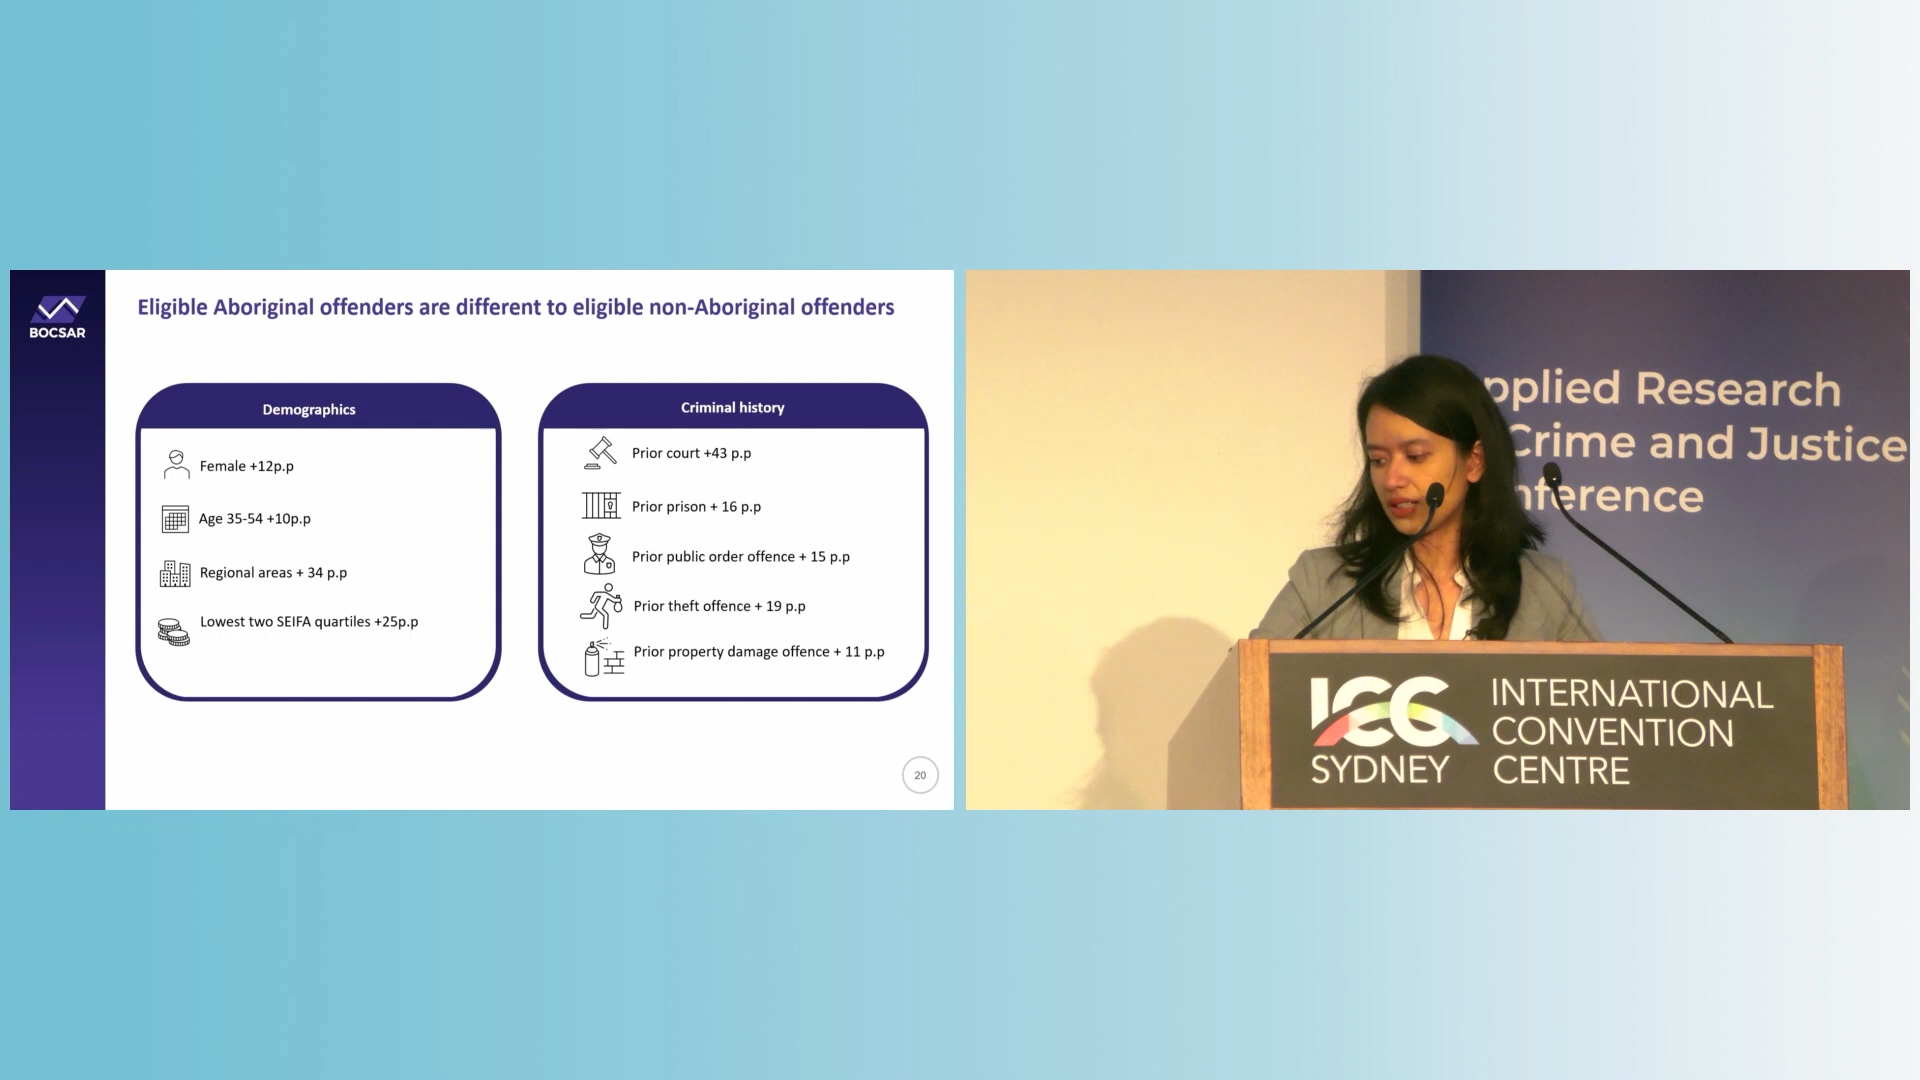 BOCSAR
Eligible Aboriginal offenders are different to eligible non-Aboriginal offenders
Demographics
Female +12p.p
Age 35-54 +10p.p
Regional areas + 34 p.p
Lowest two SEIFA quartiles +25p.p
Criminal history
Prior court +43 p.p
Prior prison + 16 p.p
Prior public order offence + 15 p.p
Prior theft offence + 19 p.p
Prior property damage offence + 11 p.p
20
pplied Research
Crime and Justice
nference
ICC
SYDNEY
INTERNATIONAL
CONVENTION
CENTRE